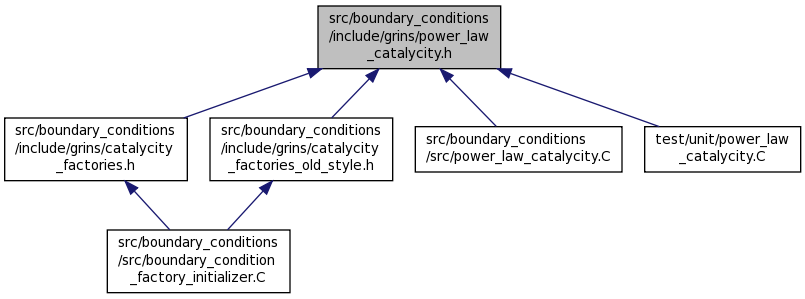 src/boundary_conditions
/include/grins/power_law
_catalycity.h
src/boundary_conditions
/include/grins/catalycity
_factories.h
src/boundary_conditions
/include/grins/catalycity
_factories_old_style.h
src/boundary_conditions
/src/power_law_catalycity.C
test/unit/power_law
_catalycity.C
src/boundary_conditions
/src/boundary_condition
_factory_initializer.C